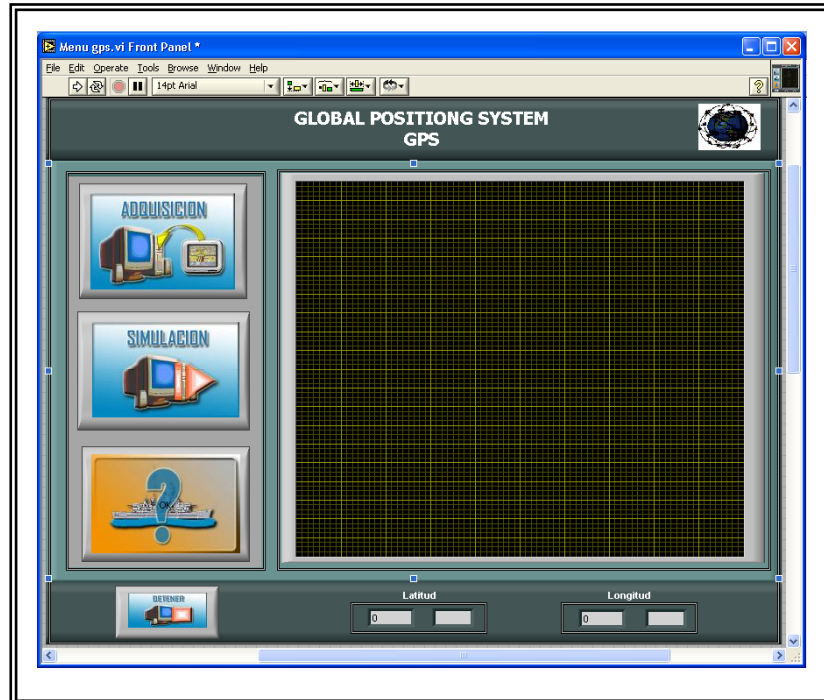 Menu gps.vi Front Panel *
File Edit Operate Tools Browse Window Help
14pt Arial
GLOBAL POSITIONG SYSTEM
GPS
ADQUISICION
SIMULACION
?
OK
DETENER
Latitud
Longitud
0
0